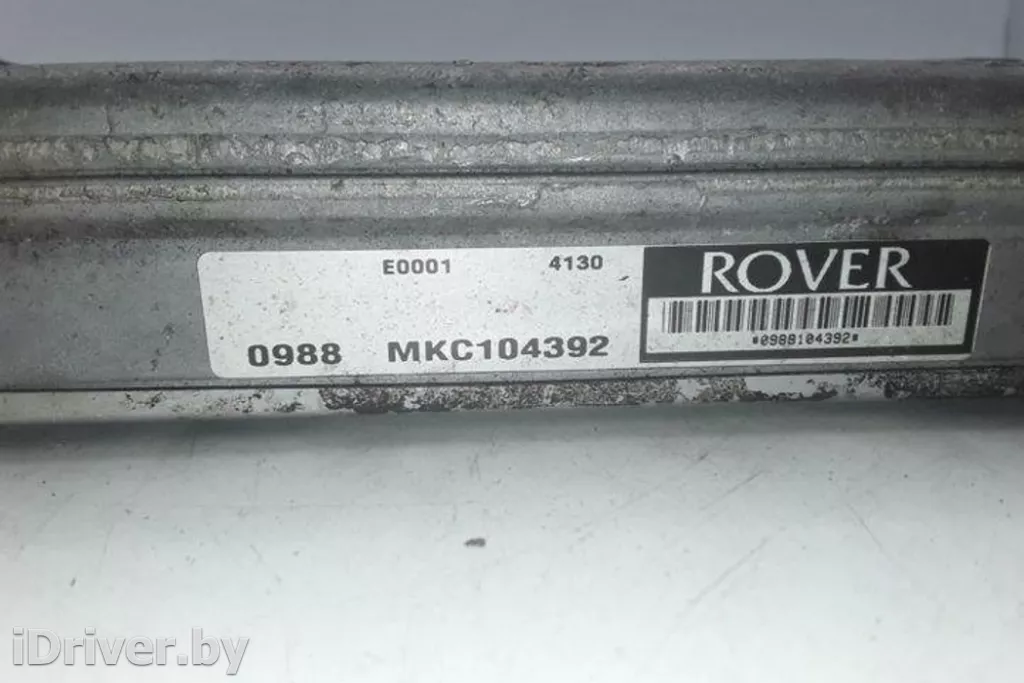 E0001 4130
ROVER
0988 MKC104392
*0988104392*
iDriver.by